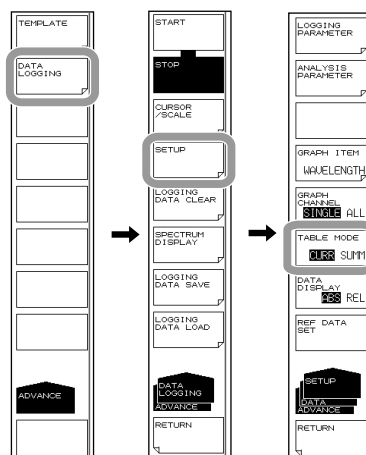 TEMPLATE
DATA
LOGGING
ADVANCE
START
STOP
CURSOR
/SCALE
SETUP
LOGGING
DATA CLEAR
SPECTRUM
DISPLAY
LOGGING
DATA SAVE
LOGGING
DATA LOAD
DATA
LOGGING
ADVANCE
RETURN
LOGGING
PARAMETER
ANALYSIS
PARAMETER
GRAPH ITEM
WAVELENGTH
GRAPH
CHANNEL
SINGLE ALL
TABLE MODE
CURR SUMM
DATA
DISPLAY
ABS REL
REF DATA
SET
SETUP
DATA
ADVANCE
RETURN